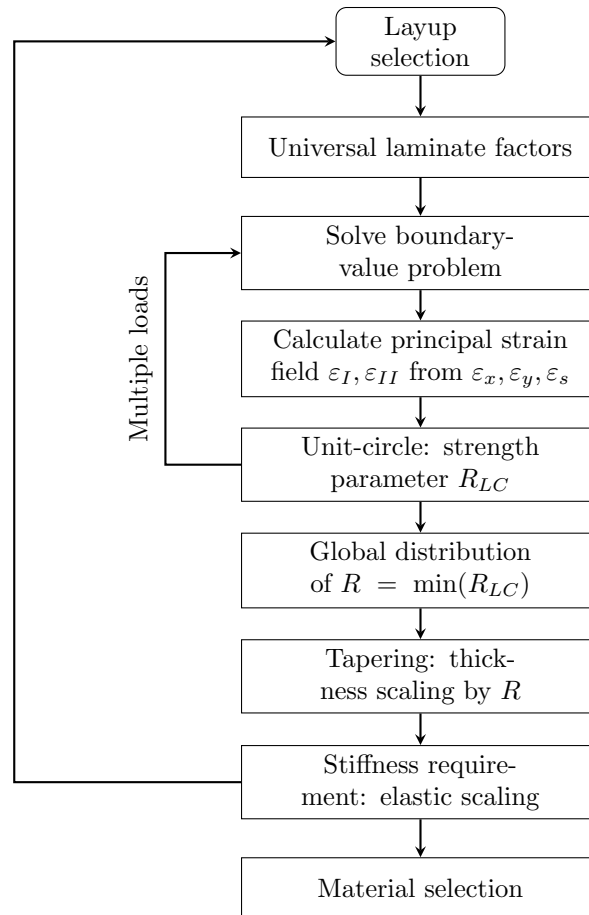 Layup
selection
Universal laminate factors
Solve boundary-
value problem
Calculate principal strain
field εI, εII from εx, εy, εs
Multiple loads
Unit-circle: strength
parameter RLC
Global distribution
of R = min(RLC)
Tapering: thick-
ness scaling by R
Stiffness require-
ment: elastic scaling
Material selection